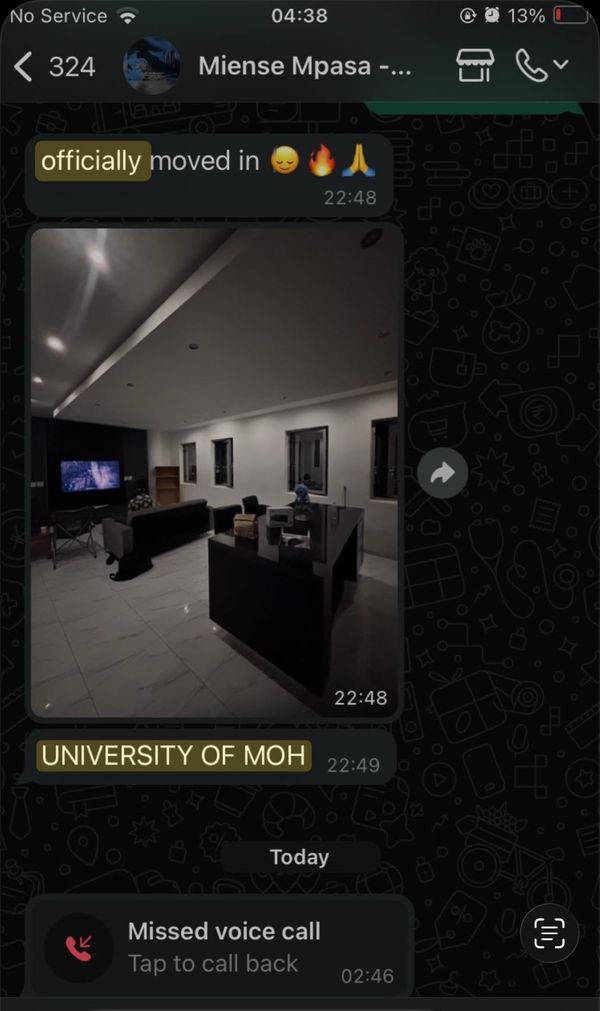 No Service 04:38 13%
324 Miense Mpasa -...
officially moved in 😌🔥🙏
22:48
22:48
UNIVERSITY OF MOH 22:49
Today
Missed voice call
Tap to call back 02:46